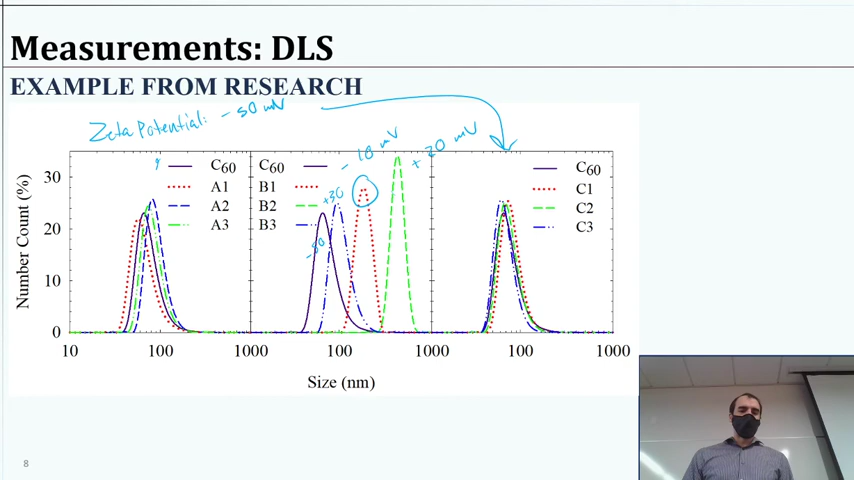 Measurements: DLS
EXAMPLE FROM RESEARCH
Zeta Potential: - 50 mV
- 10 mV
+ 20 mV
+30
- 50
C60
A1
A2
A3
C60
B1
B2
B3
C60
C1
C2
C3
Number Count (%)
30
20
10
0
10 100 1000 100 1000 100 1000
Size (nm)
8